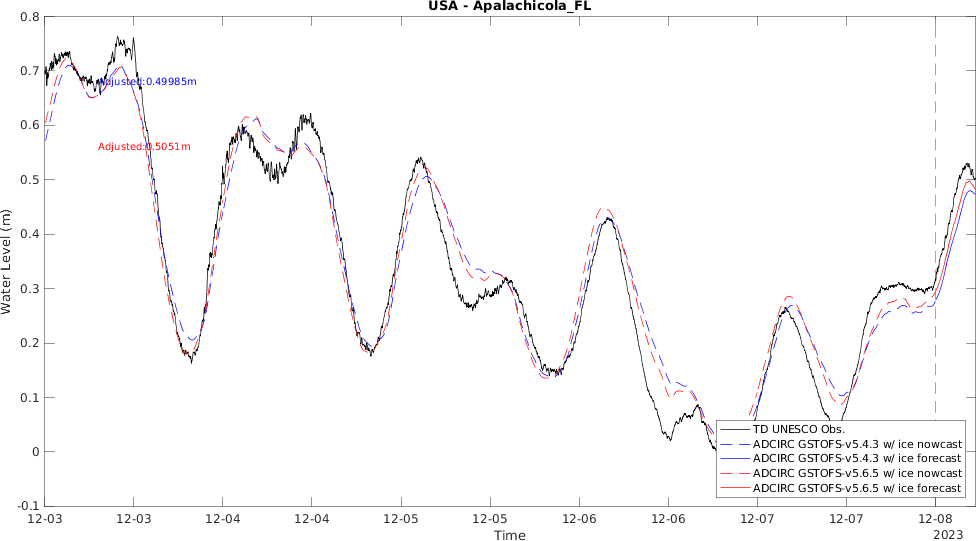 USA - Apalachicola_FL
0.8
0.7
0.6
0.5
0.4
0.3
0.2
0.1
0
-0.1
Water Level (m)
Adjusted:0.49985m
Adjusted:0.5051m
TD UNESCO Obs.
ADCIRC GSTOFS-v5.4.3 w/ ice nowcast
ADCIRC GSTOFS-v5.4.3 w/ ice forecast
ADCIRC GSTOFS-v5.6.5 w/ ice nowcast
ADCIRC GSTOFS-v5.6.5 w/ ice forecast
12-03 12-03 12-04 12-04 12-05 12-05 12-06 12-06 12-07 12-07 12-08
Time
2023